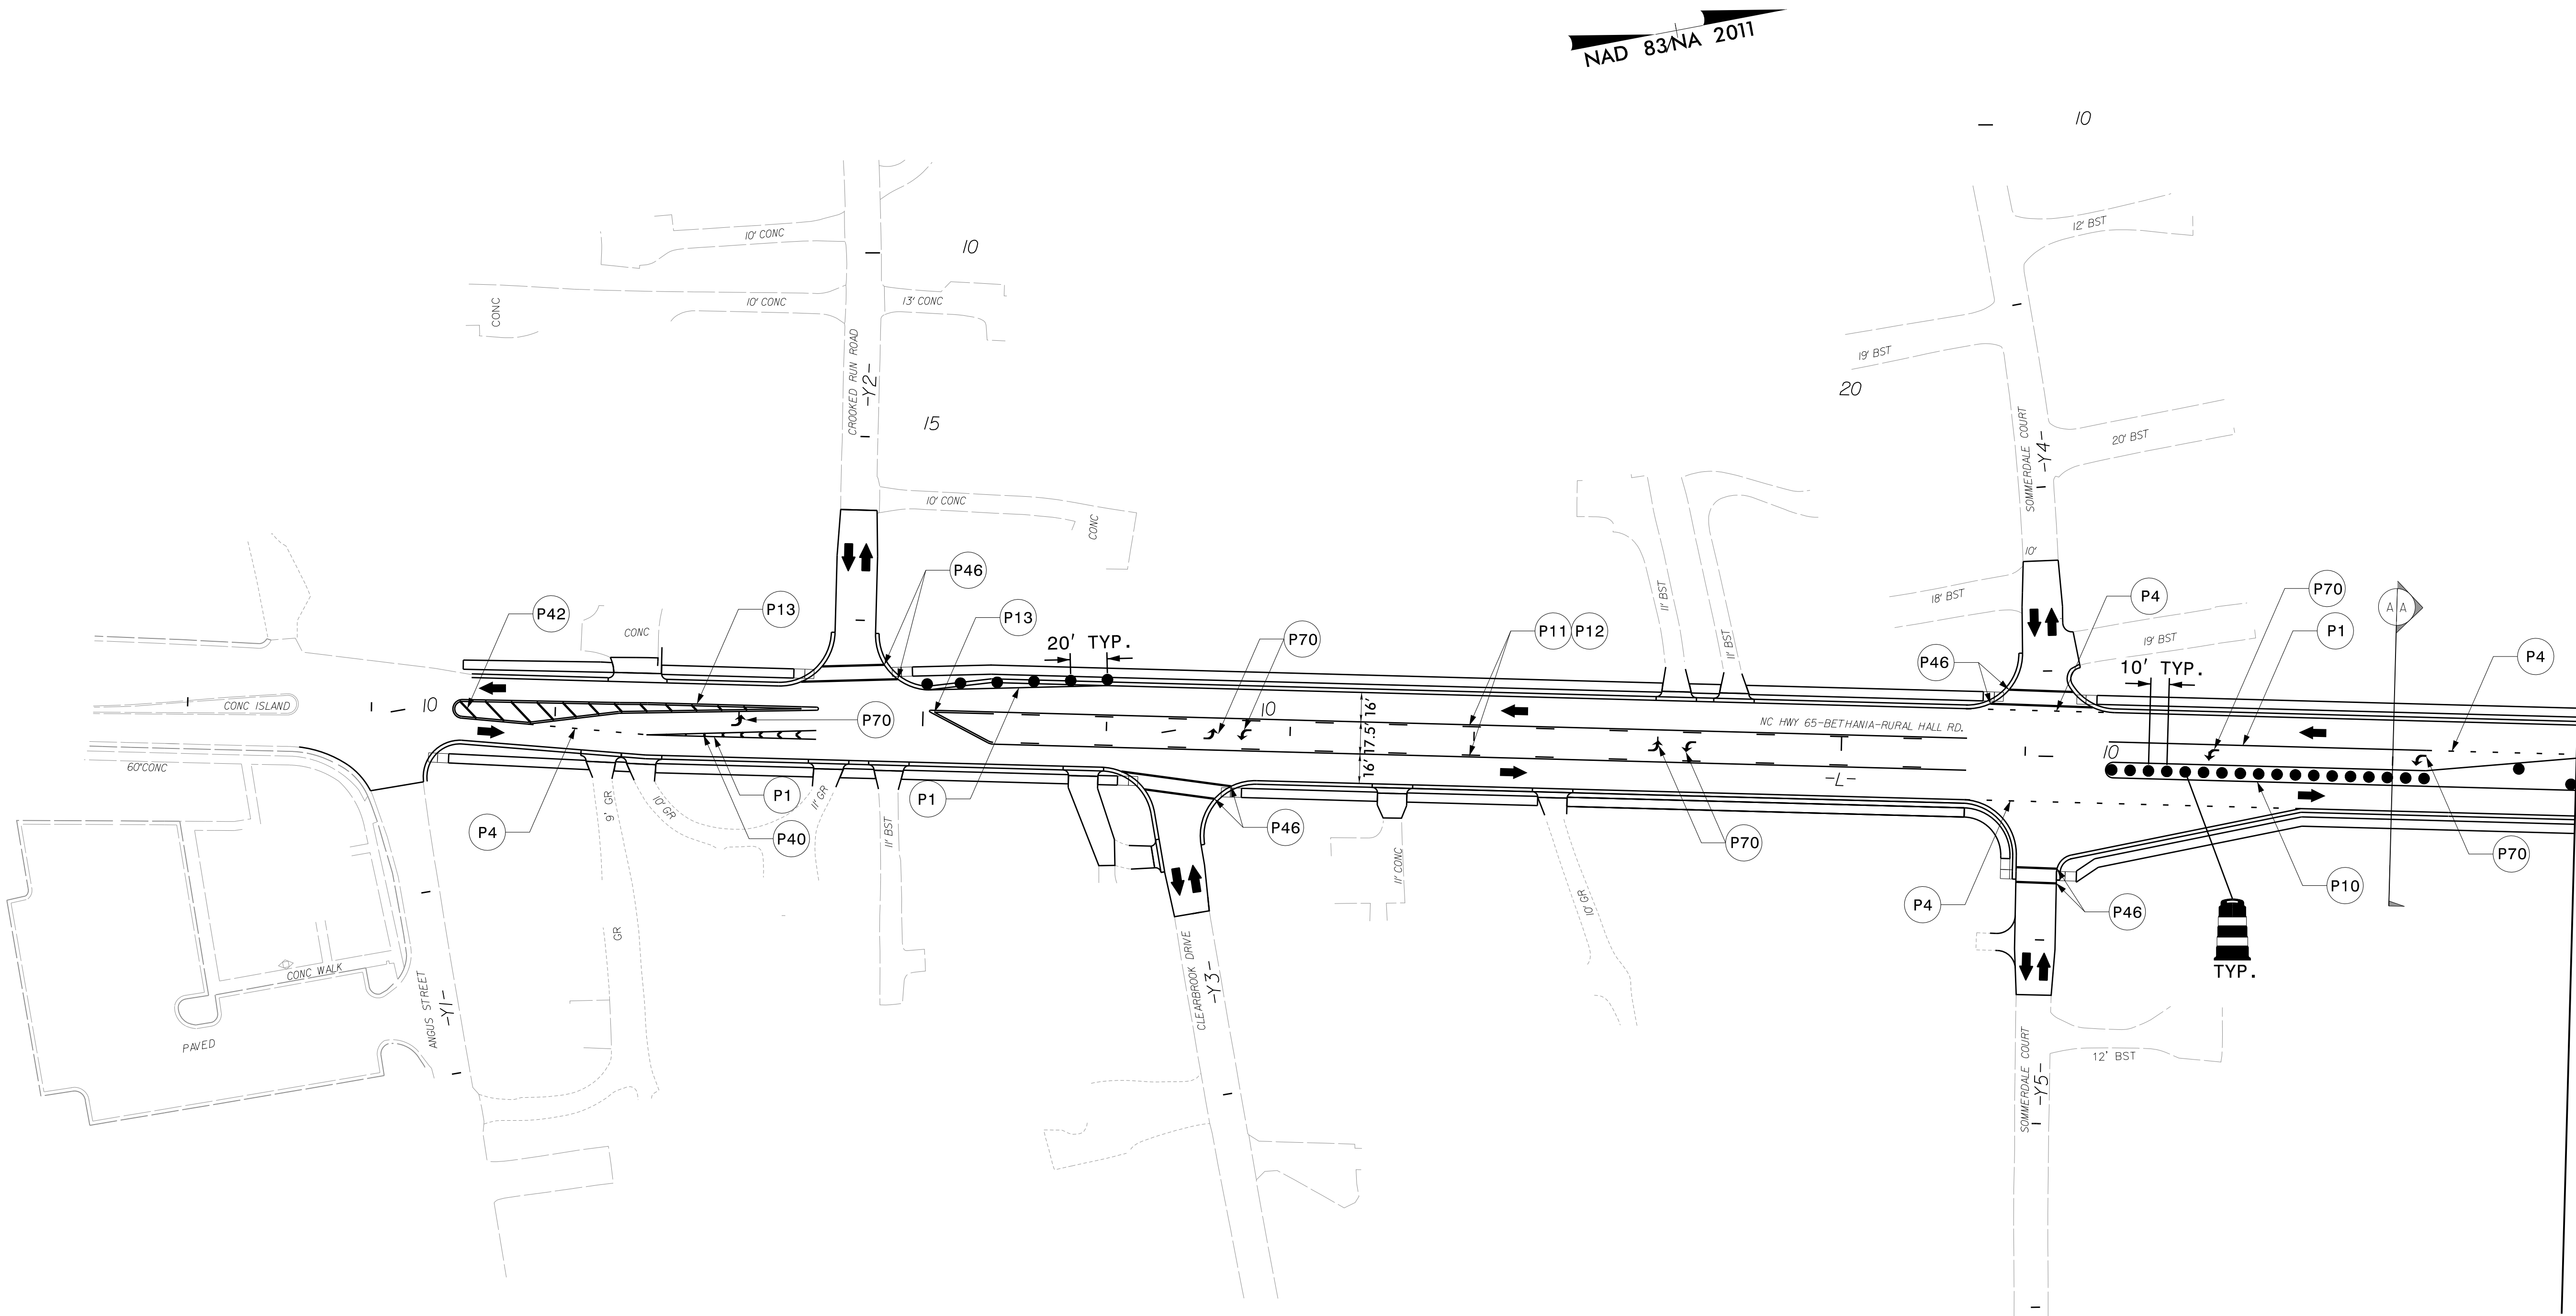 NAD 83/NA 2011
10
12' BST
10' CONC
10
CONC
10' CONC
13' CONC
19' BST
20
CROOKED RUN ROAD
-Y2-
15
SOMMERDALE COURT
-Y4-
20' BST
10' CONC
CONC
10'
11' BST
11' BST
18' BST
19' BST
P42
CONC
P13
P46
P13
20' TYP.
P70
P11
P12
P46
P4
P70
P1
A
A
P4
10' TYP.
CONC ISLAND
10
P70
10
16'
17.5'
16'
NC HWY 65-BETHANIA-RURAL HALL RD.
-L-
10
60"CONC
9' GR
10' GR
P1
11' GR
P4
P40
11' BST
P1
P46
11' CONC
P70
10' GR
P4
P46
P10
P70
TYP.
GR
CONC WALK
PAVED
ANGUS STREET
-Y1-
CLEARBROOK DRIVE
-Y3-
SOMMERDALE COURT
-Y5-
12' BST